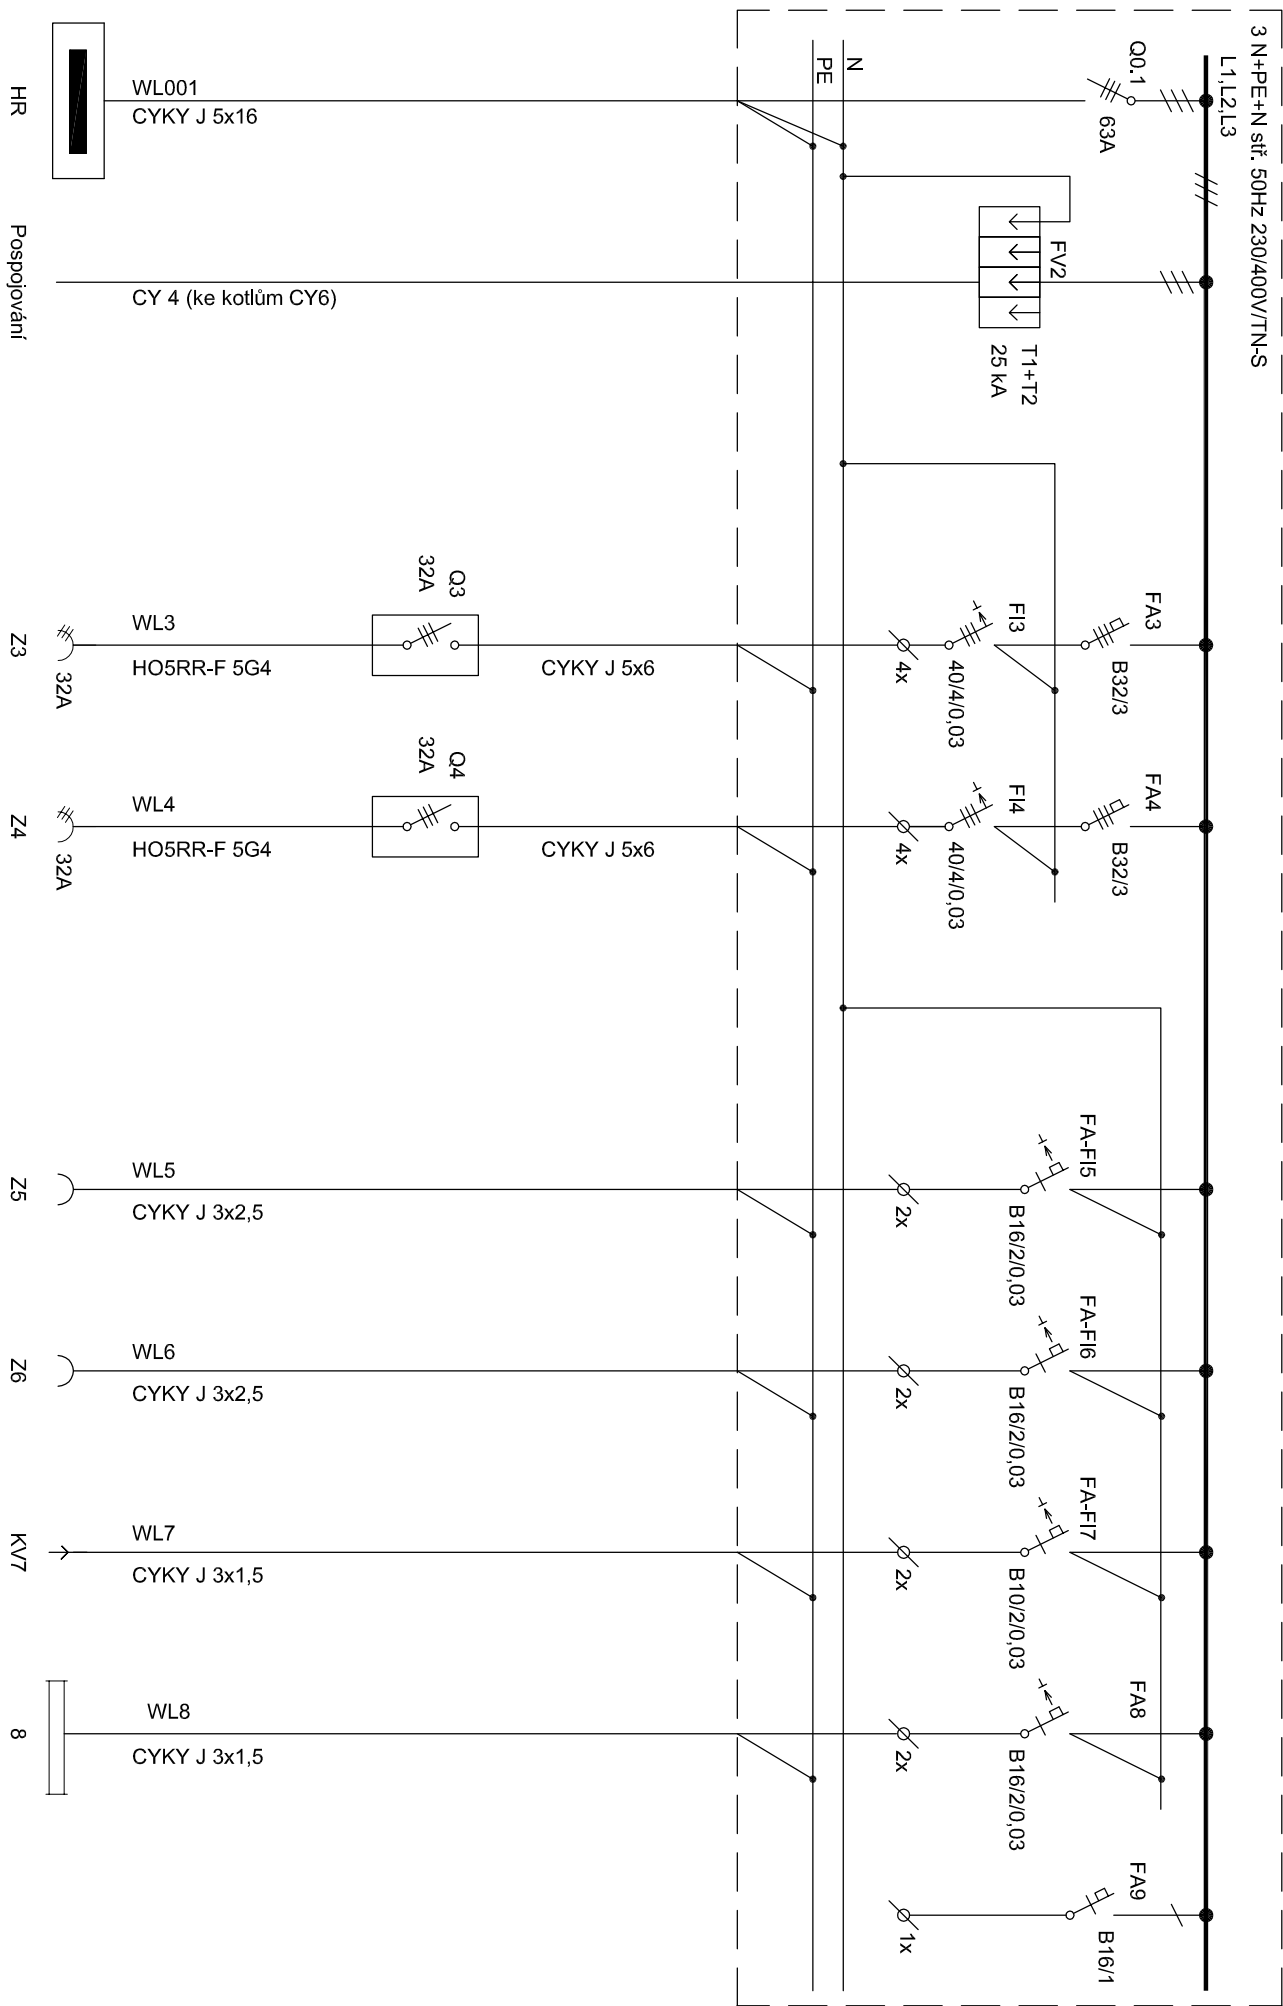 3 N+PE+N stř. 50Hz 230/400V/TN-S
L1,L2,L3
Q0.1
63A
N
PE
WL001
CYKY J 5x16
HR
FV2
T1+T2
25 kA
CY 4 (ke kotlům CY6)
Pospojování
FA3
B32/3
FI3
40/4/0,03
4x
CYKY J 5x6
Q3
32A
WL3
HO5RR-F 5G4
32A
Z3
FA4
B32/3
FI4
40/4/0,03
4x
CYKY J 5x6
Q4
32A
WL4
HO5RR-F 5G4
32A
Z4
FA-FI5
B16/2/0,03
2x
WL5
CYKY J 3x2,5
Z5
FA-FI6
B16/2/0,03
2x
WL6
CYKY J 3x2,5
Z6
FA-FI7
B10/2/0,03
2x
WL7
CYKY J 3x1,5
KV7
FA8
B16/2/0,03
2x
WL8
CYKY J 3x1,5
8
FA9
B16/1
1x